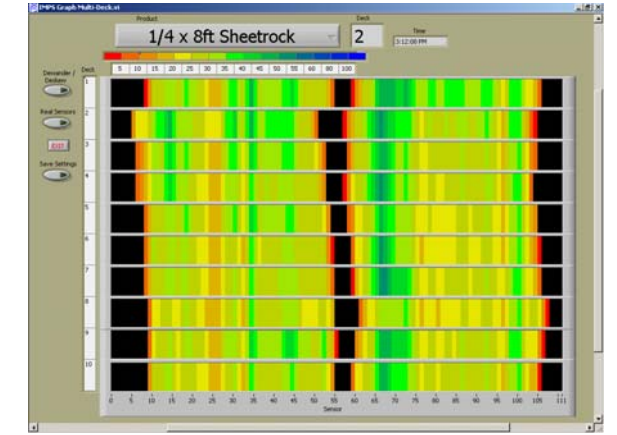 IMPS Graph Multi-Deck.vi
Product
Deck
Time
1/4 x 8ft Sheetrock
2
3:12:00 PM
5 10 15 20 25 30 35 40 45 50 55 60 80 100
Demander /
Deskew
Deck
1
Real Sensors
2
STOP
3
Save Settings
4
5
6
7
8
9
10
0 5 10 15 20 25 30 35 40 45 50 55 60 65 70 75 80 85 90 95 100 105 111
Sensor